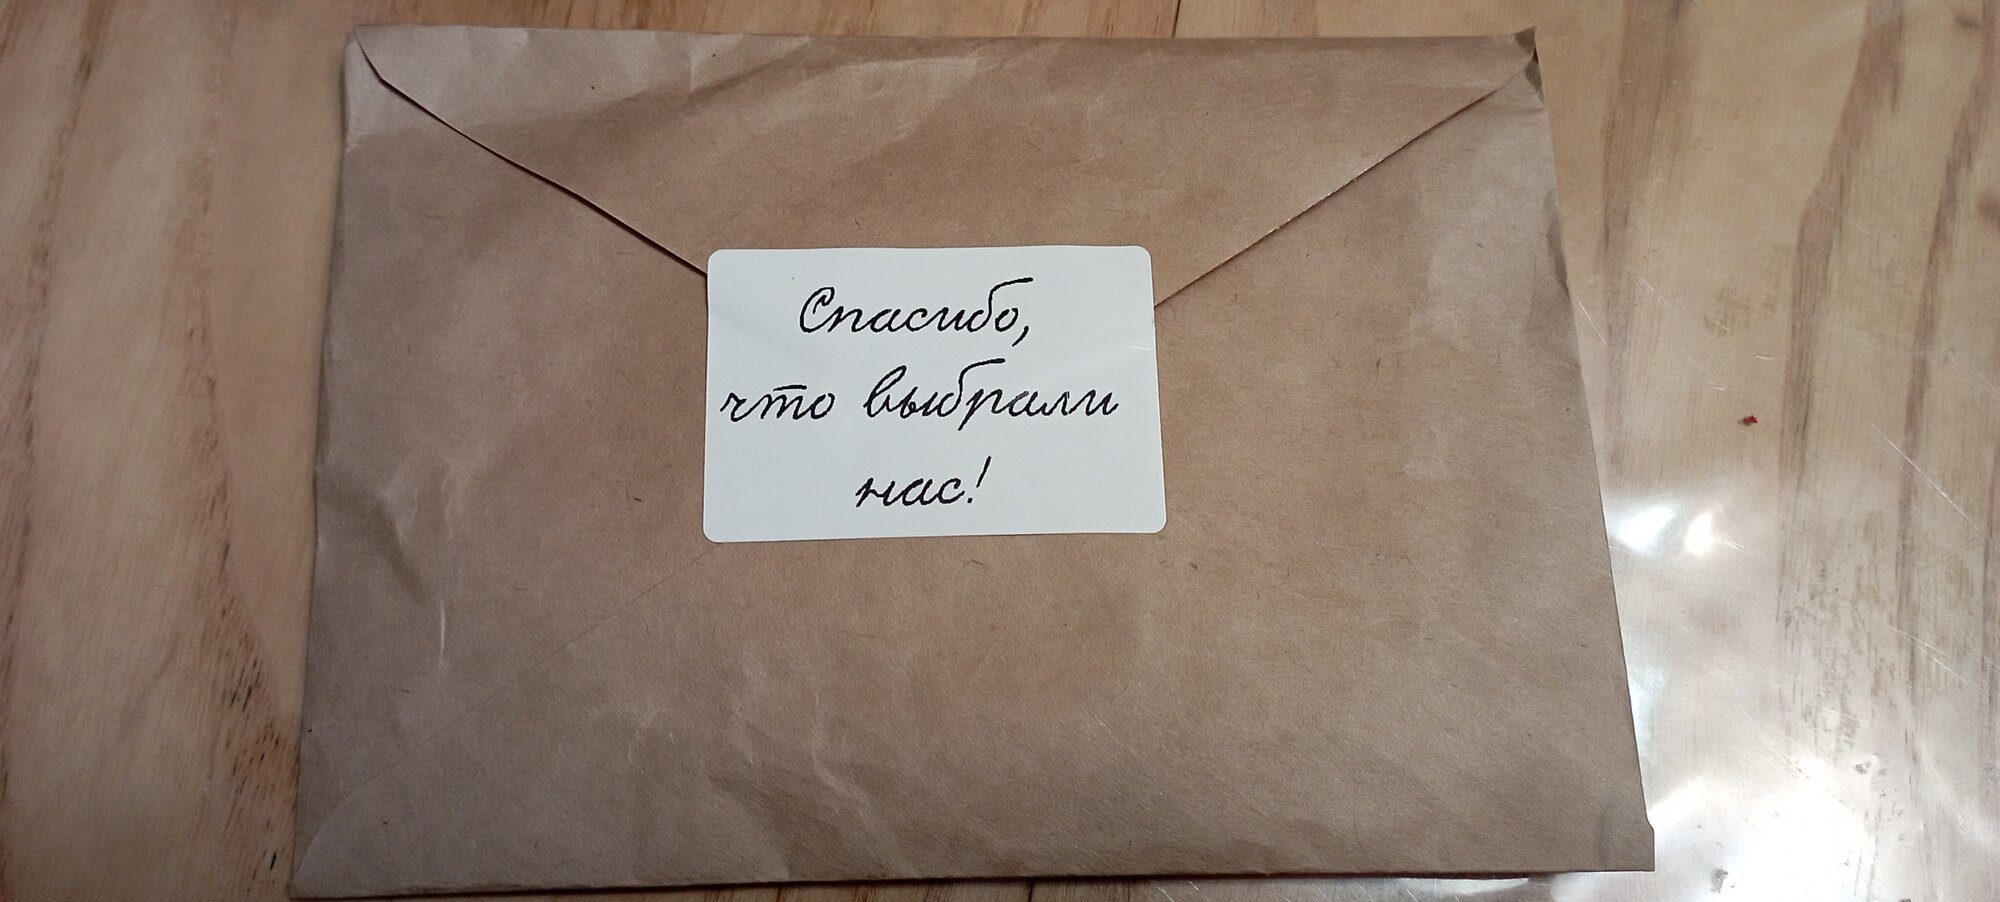 Спасибо,
что выбрали
нас!